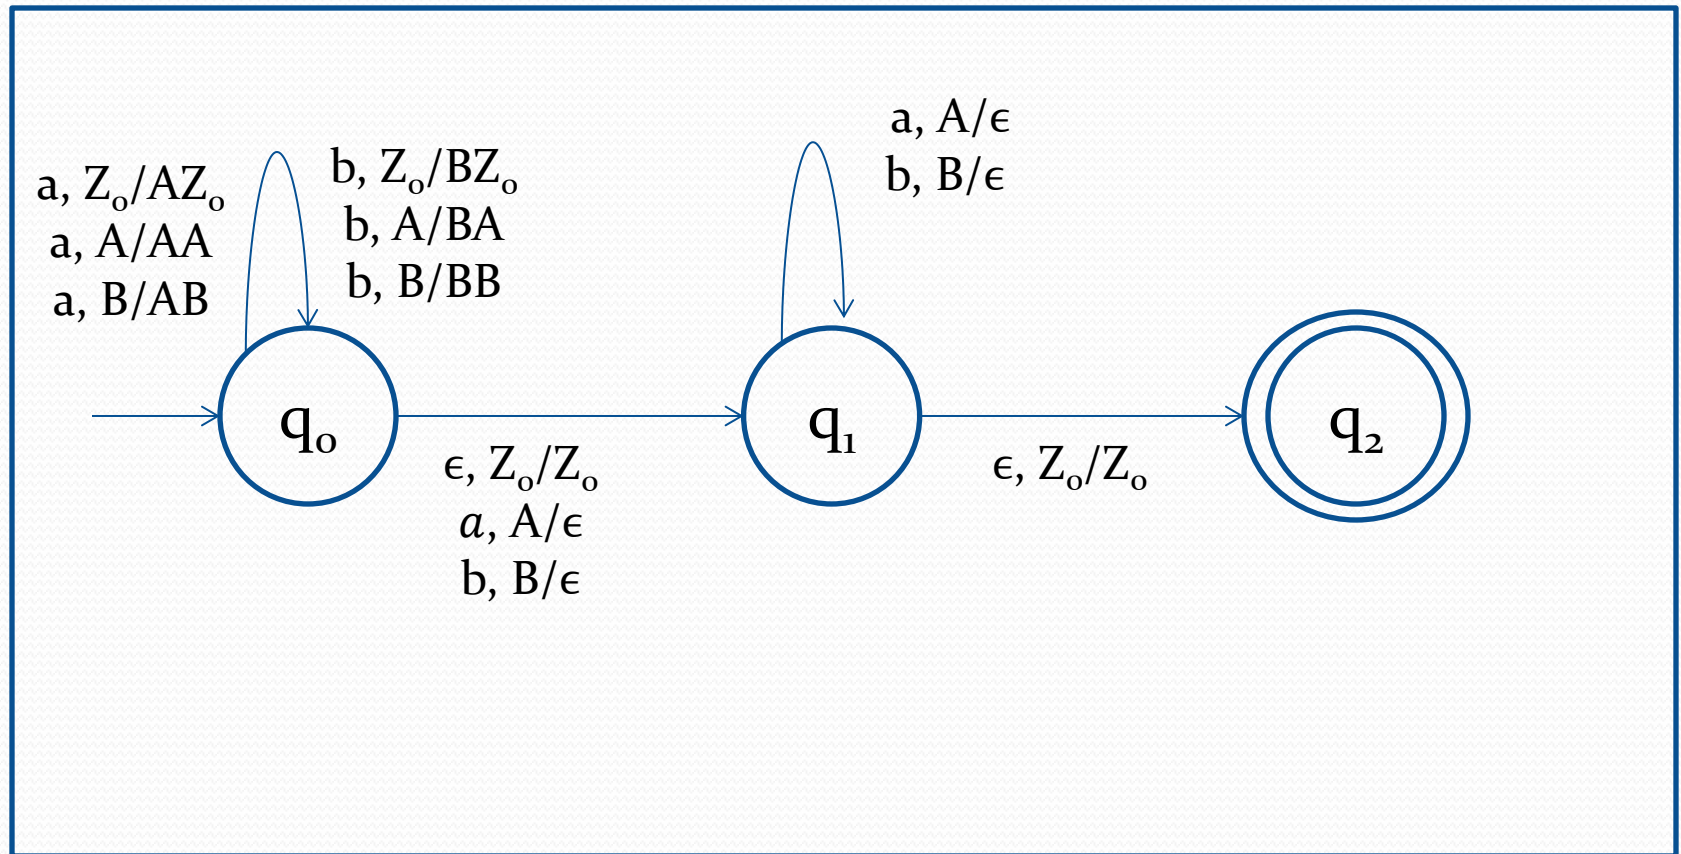 a, Z₀/AZ₀
a, A/AA
a, B/AB
b, Z₀/BZ₀
b, A/BA
b, B/BB
a, A/ϵ
b, B/ϵ
q₀
q₁
q₂
ϵ, Z₀/Z₀
a, A/ϵ
b, B/ϵ
ϵ, Z₀/Z₀